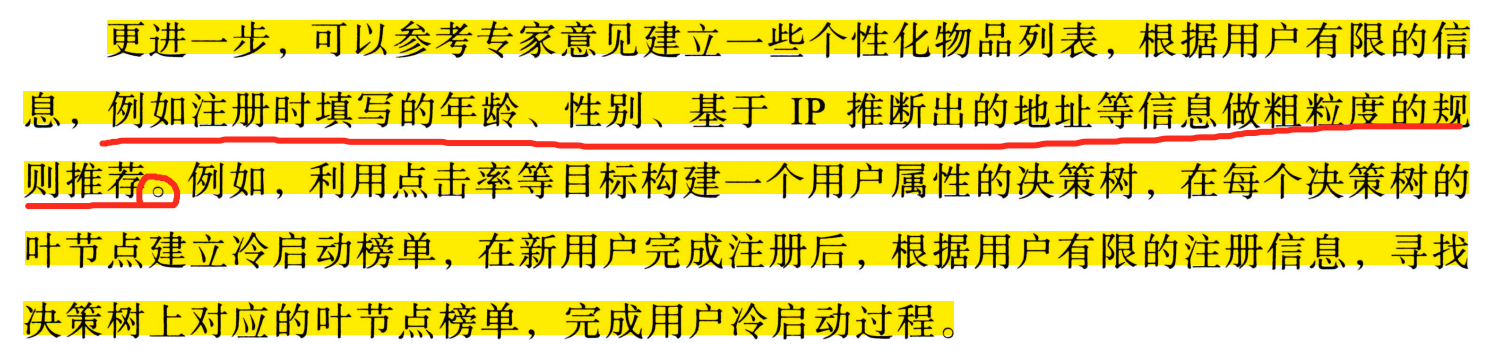 更进一步，可以参考专家意见建立一些个性化物品列表，根据用户有限的信
息，例如注册时填写的年龄、性别、基于 IP 推断出的地址等信息做粗粒度的规
则推荐。例如，利用点击率等目标构建一个用户属性的决策树，在每个决策树的
叶节点建立冷启动榜单，在新用户完成注册后，根据用户有限的注册信息，寻找
决策树上对应的叶节点榜单，完成用户冷启动过程。